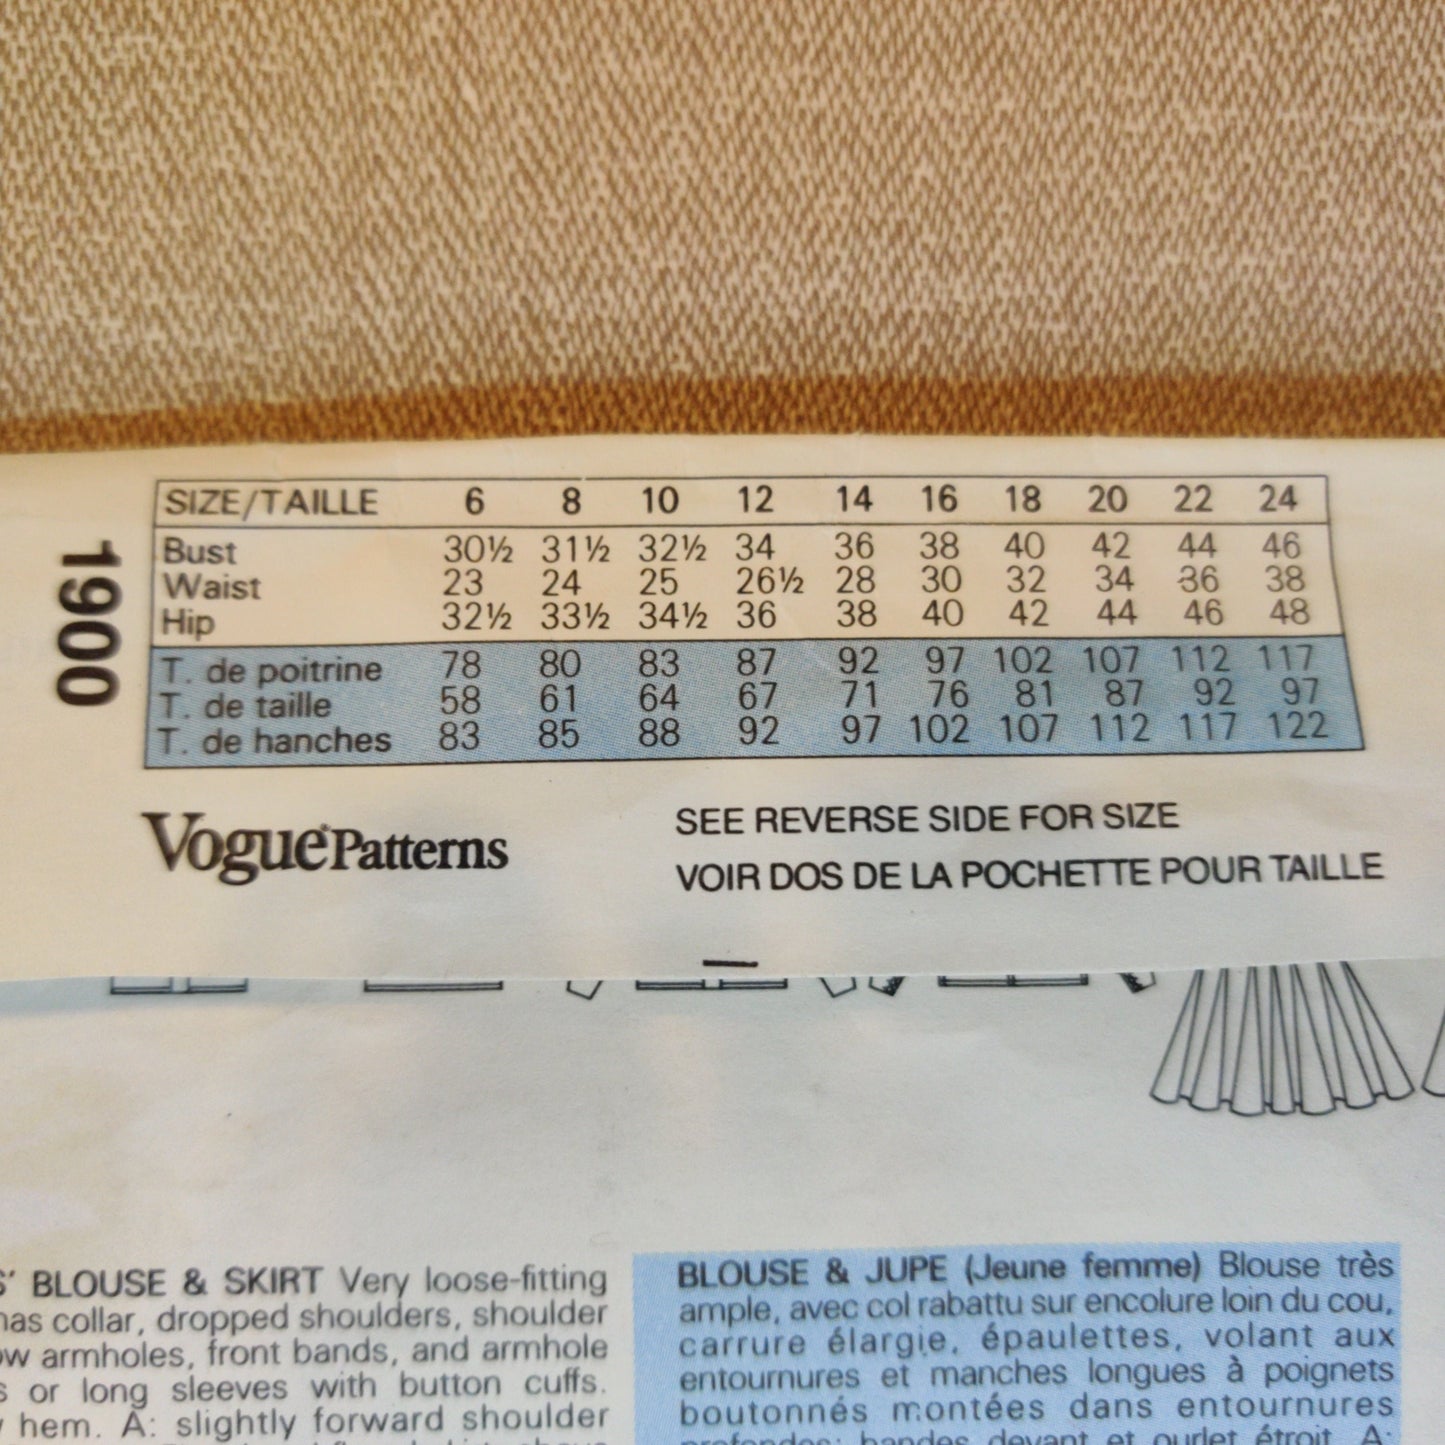 1900
SIZE/TAILLE 6 8 10 12 14 16 18 20 22 24
Bust 30½ 31½ 32½ 34 36 38 40 42 44 46
Waist 23 24 25 26½ 28 30 32 34 36 38
Hip 32½ 33½ 34½ 36 38 40 42 44 46 48
T. de poitrine 78 80 83 87 92 97 102 107 112 117
T. de taille 58 61 64 67 71 76 81 87 92 97
T. de hanches 83 85 88 92 97 102 107 112 117 122
Vogue Patterns
SEE REVERSE SIDE FOR SIZE
VOIR DOS DE LA POCHETTE POUR TAILLE
BLOUSE & SKIRT Very loose-fitting
collar, dropped shoulders, shoulder
armholes, front bands, and armhole
or long sleeves with button cuffs.
hem. A: slightly forward shoulder
BLOUSE & JUPE (Jeune femme) Blouse très
ample, avec col rabattu sur encolure loin du cou,
carrure élargie, épaulettes, volant aux
entournures et manches longues à poignets
boutonnés montées dans entournures
profondes; bandes devant et ourlet étroit. A: